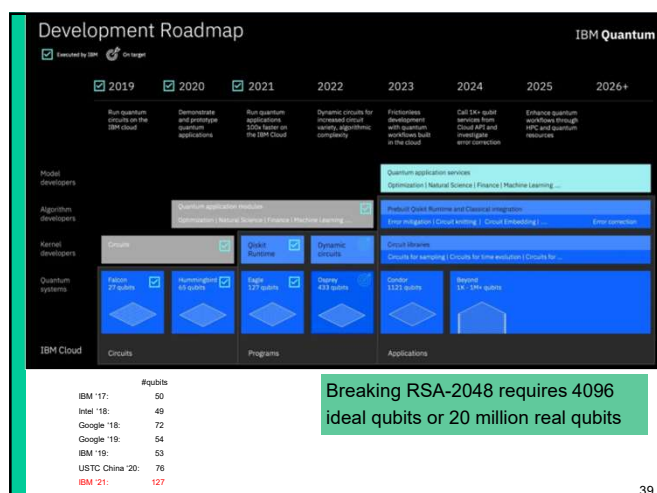 Development Roadmap
IBM Quantum
Executed by IBM
On target
2019 2020 2021 2022 2023 2024 2025 2026+
Run quantum
circuits on the
IBM cloud
Demonstrate
and prototype
quantum
applications
Run quantum
applications
100x faster on
the IBM Cloud
Dynamic circuits for
increased circuit
variety, algorithmic
complexity
Frictionless
development
with quantum
workflows built
in the cloud
Call 1K+ qubit
services from
Cloud API and
investigate
error correction
Enhance quantum
workflows through
HPC and quantum
resources
Model
developers
Quantum application services
Optimization | Natural Science | Finance | Machine Learning ...
Algorithm
developers
Quantum application modules
Optimization | Natural Science | Finance | Machine Learning ...
Prebuilt Qiskit Runtime and Classical integration
Error mitigation | Circuit knitting | Circuit Embedding | ...
Error correction
Kernel
developers
Circuits
Qiskit
Runtime
Dynamic
circuits
Circuit libraries
Circuits for sampling | Circuits for time evolution | Circuits for ...
Quantum
systems
Falcon
27 qubits
Hummingbird
65 qubits
Eagle
127 qubits
Osprey
433 qubits
Condor
1121 qubits
Beyond
1K - 1M+ qubits
IBM Cloud
Circuits
Programs
Applications
#qubits
IBM '17: 50
Intel '18: 49
Google '18: 72
Google '19: 54
IBM '19: 53
USTC China '20: 76
IBM '21: 127
Breaking RSA-2048 requires 4096
ideal qubits or 20 million real qubits
39